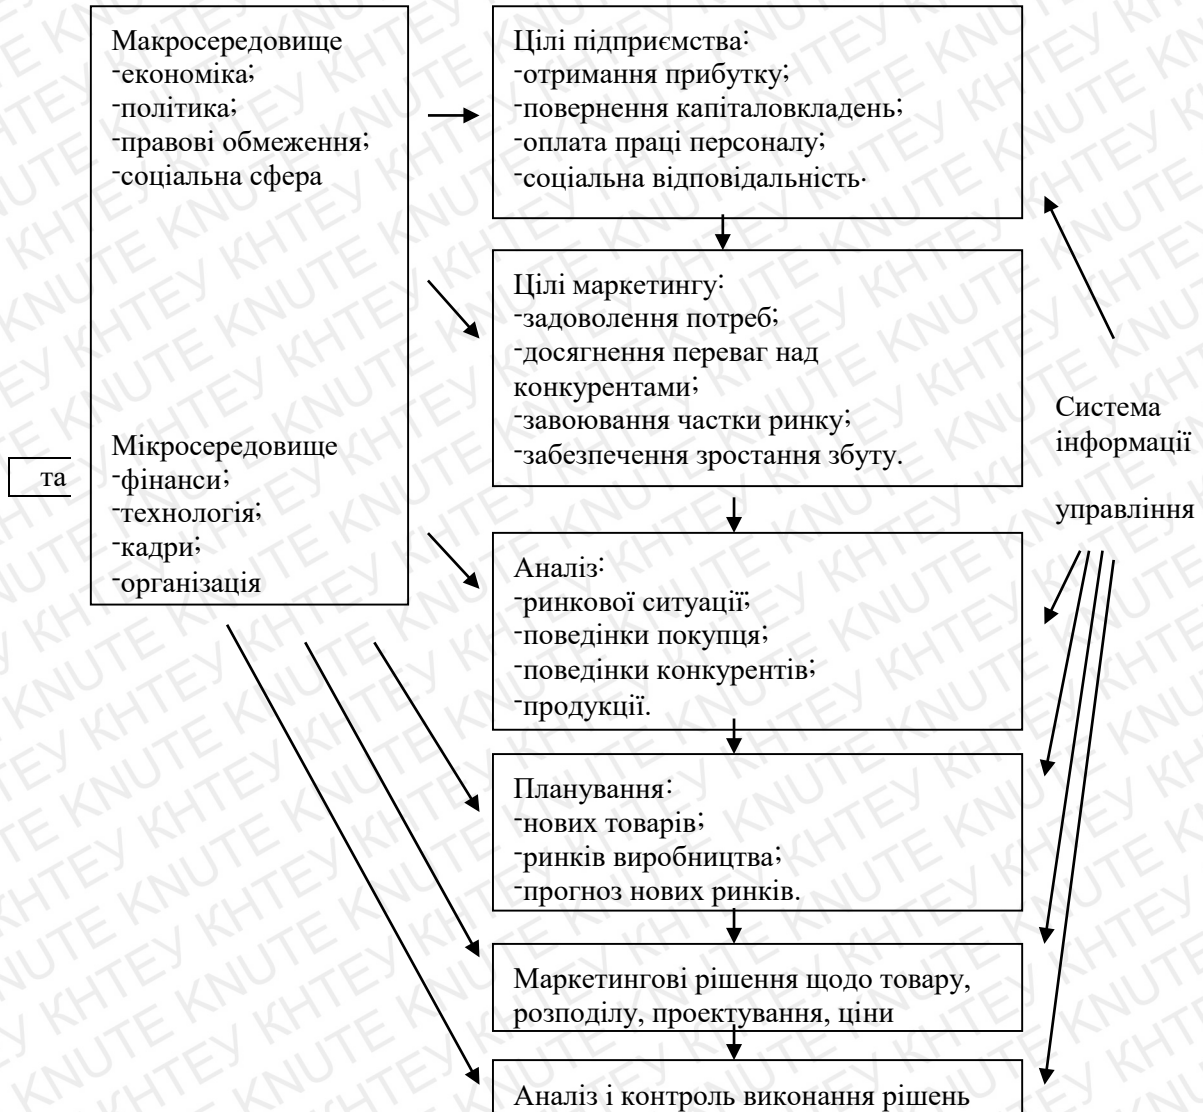 Макросередовище
-економіка;
-політика;
-правові обмеження;
-соціальна сфера
Мікросередовище
-фінанси;
-технологія;
-кадри;
-організація
та
Цілі підприємства:
-отримання прибутку;
-повернення капіталовкладень;
-оплата праці персоналу;
-соціальна відповідальність.
Цілі маркетингу:
-задоволення потреб;
-досягнення переваг над
конкурентами;
-завоювання частки ринку;
-забезпечення зростання збуту.
Аналіз:
-ринкової ситуації;
-поведінки покупця;
-поведінки конкурентів;
-продукції.
Планування:
-нових товарів;
-ринків виробництва;
-прогноз нових ринків.
Маркетингові рішення щодо товару,
розподілу, проектування, ціни
Аналіз і контроль виконання рішень
Система
інформації
управління
KNUTE КНТЕУ